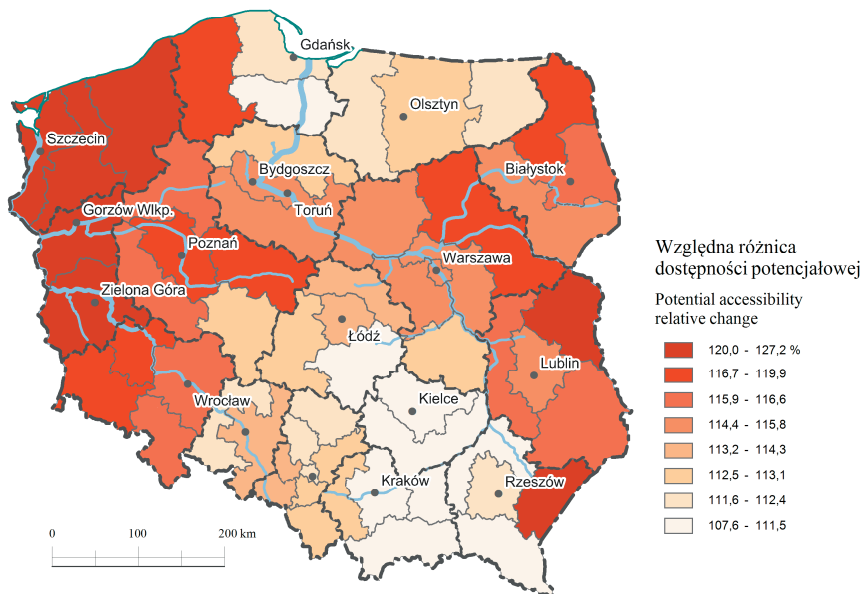 Gdańsk
Olsztyn
Szczecin
Bydgoszcz
Białystok
Toruń
Gorzów Wlkp.
Poznań
Warszawa
Zielona Góra
Łódź
Lublin
Wrocław
Kielce
Kraków
Rzeszów
0 100 200 km
Względna różnica
dostępności potencjałowej
Potential accessibility
relative change
120,0 - 127,2 %
116,7 - 119,9
115,9 - 116,6
114,4 - 115,8
113,2 - 114,3
112,5 - 113,1
111,6 - 112,4
107,6 - 111,5